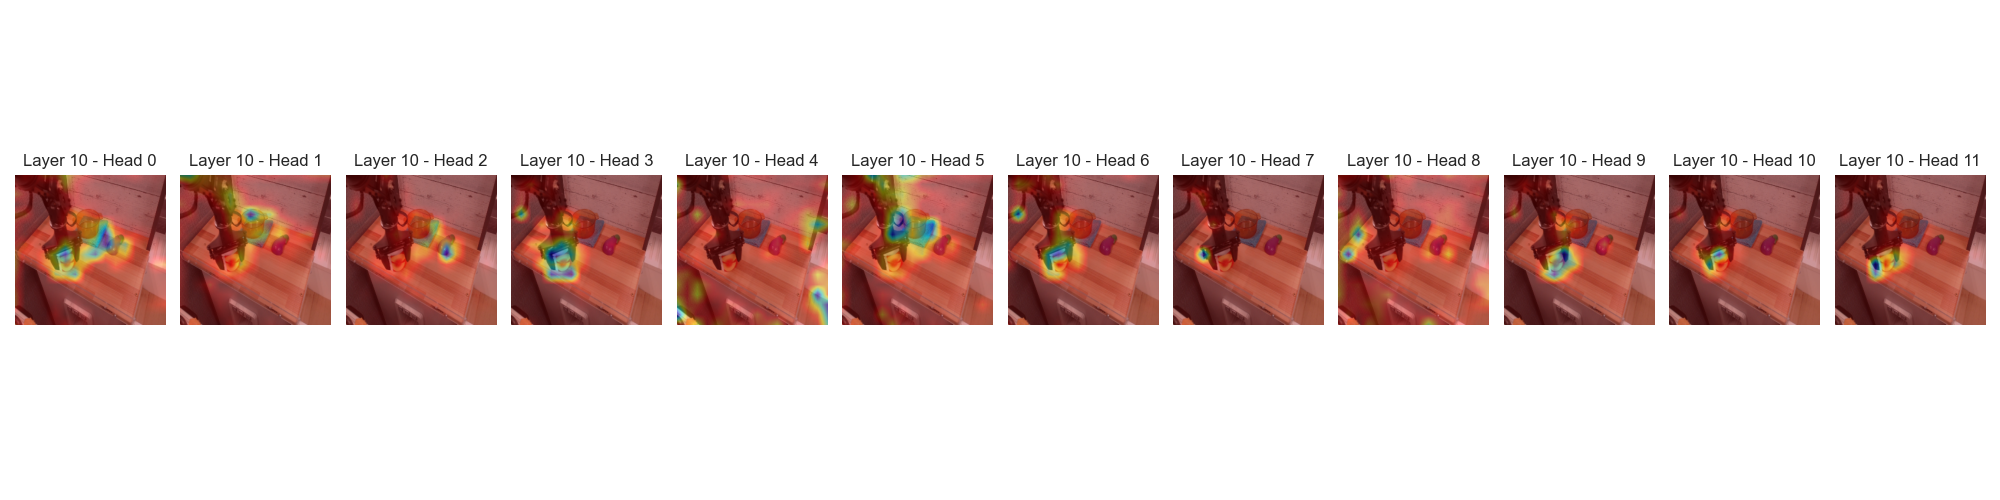 Layer 10 - Head 0
Layer 10 - Head 1
Layer 10 - Head 2
Layer 10 - Head 3
Layer 10 - Head 4
Layer 10 - Head 5
Layer 10 - Head 6
Layer 10 - Head 7
Layer 10 - Head 8
Layer 10 - Head 9
Layer 10 - Head 10
Layer 10 - Head 11